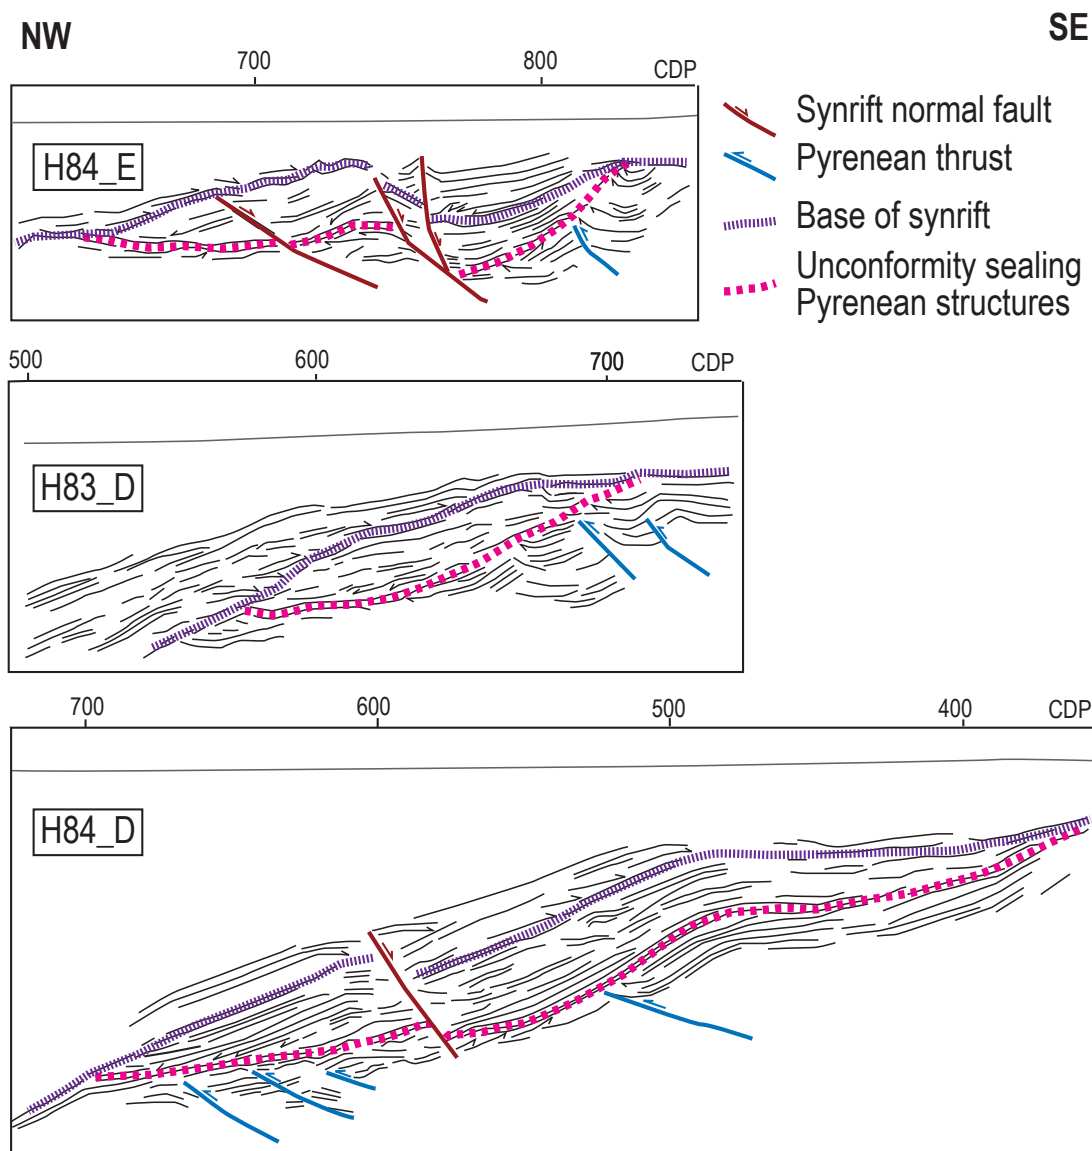 NW
SE
700 800 CDP
H84_E
Synrift normal fault
Pyrenean thrust
Base of synrift
Unconformity sealing
Pyrenean structures
500 600 700 CDP
H83_D
700 600 500 400 CDP
H84_D